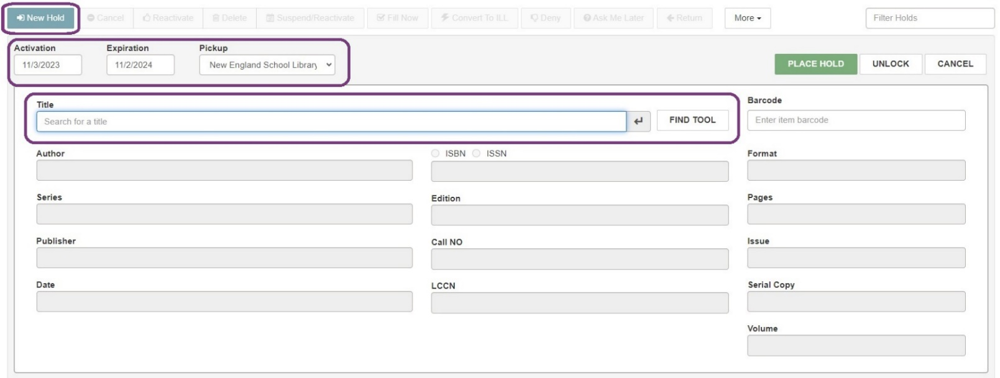 New Hold Cancel Reactivate Delete Suspend/Reactivate Fill Now Convert To ILL Deny Ask Me Later Return More Filter Holds
Activation Expiration Pickup
11/3/2023 11/2/2024 New England School Library PLACE HOLD UNLOCK CANCEL
Title Barcode
Search for a title FIND TOOL Enter item barcode
Author ISBN ISSN Format
Series Edition Pages
Publisher Call NO Issue
Date LCCN Serial Copy
Volume